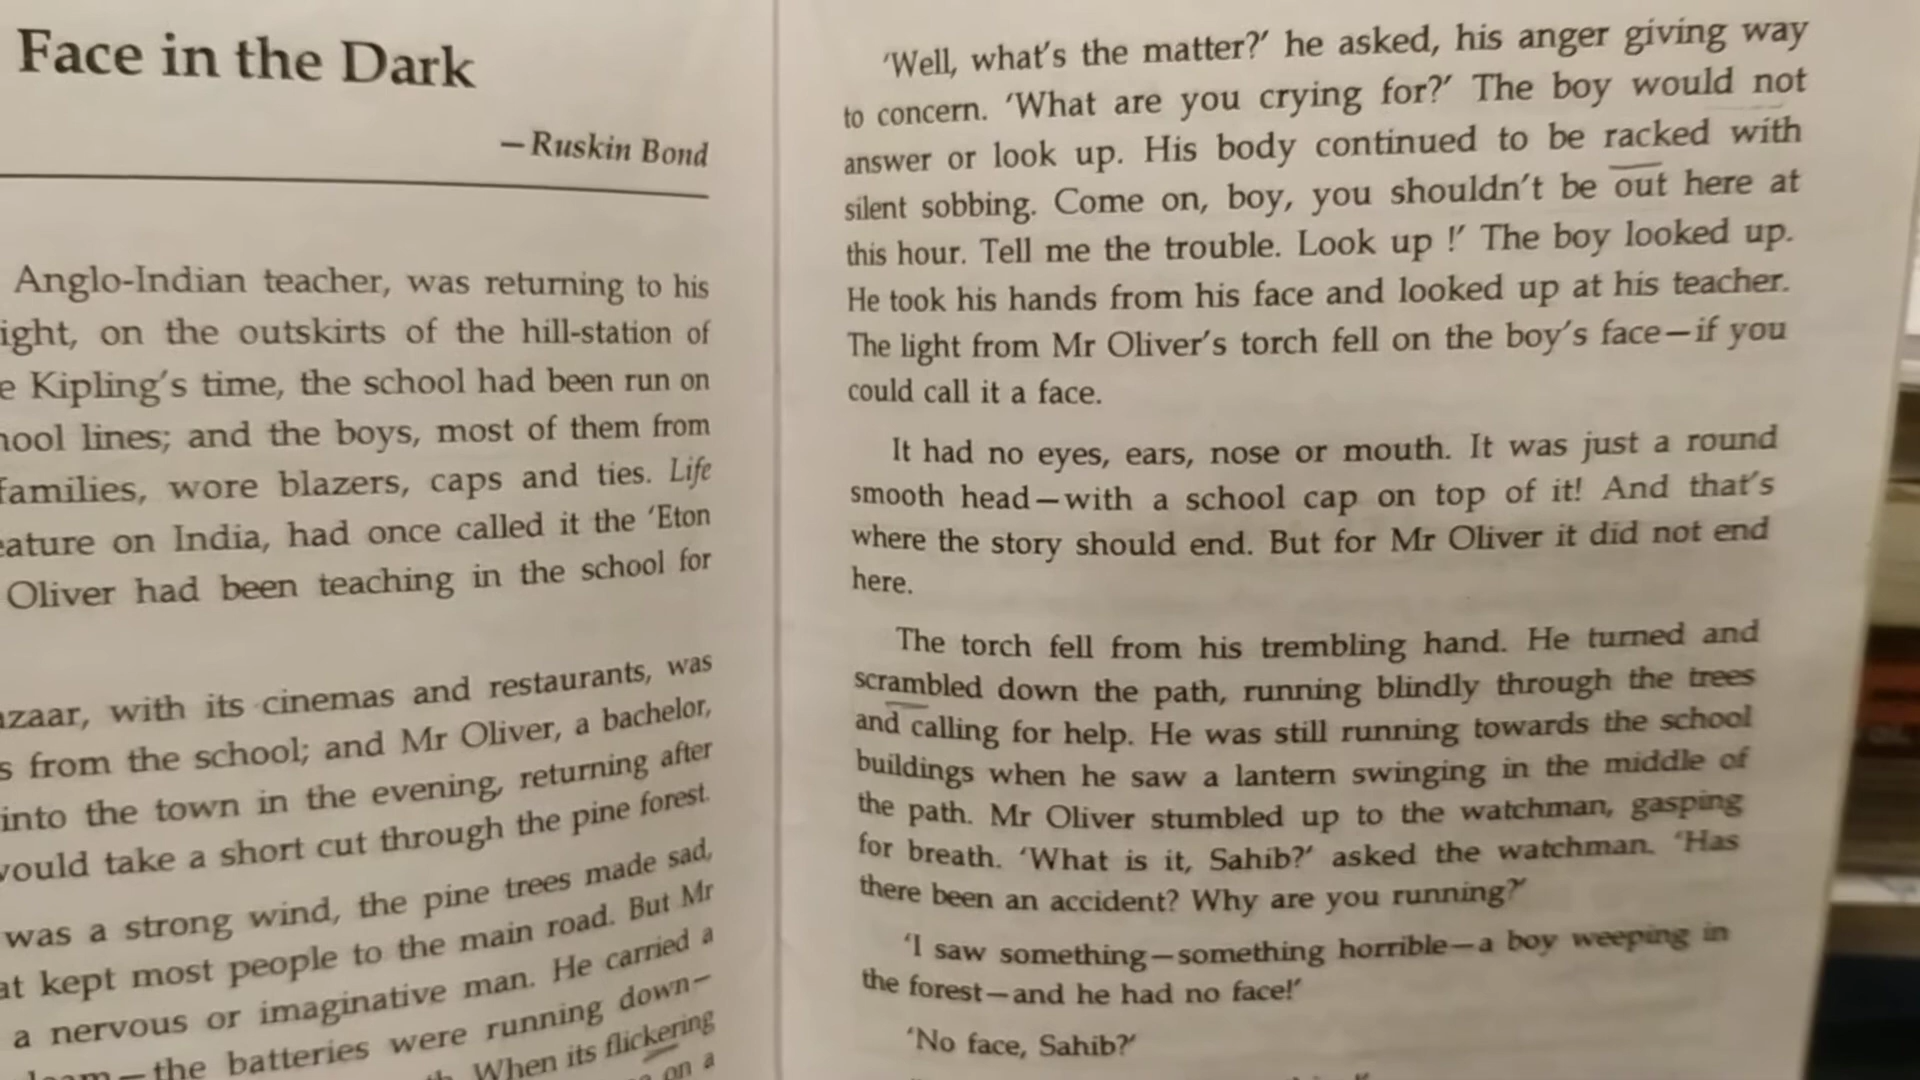 Face in the Dark
—Ruskin Bond
Anglo-Indian teacher, was returning to his
ight, on the outskirts of the hill-station of
e Kipling's time, the school had been run on
ool lines; and the boys, most of them from
families, wore blazers, caps and ties. Life
eature on India, had once called it the 'Eton
Oliver had been teaching in the school for
azaar, with its cinemas and restaurants, was
s from the school; and Mr Oliver, a bachelor,
into the town in the evening, returning after
would take a short cut through the pine forest.
was a strong wind, the pine trees made sad,
at kept most people to the main road. But Mr
a nervous or imaginative man. He carried a
—the batteries were running down—
When its flickering
on a
'Well, what's the matter?' he asked, his anger giving way
to concern. 'What are you crying for?' The boy would not
answer or look up. His body continued to be racked with
silent sobbing. Come on, boy, you shouldn't be out here at
this hour. Tell me the trouble. Look up !' The boy looked up.
He took his hands from his face and looked up at his teacher.
The light from Mr Oliver's torch fell on the boy's face—if you
could call it a face.
It had no eyes, ears, nose or mouth. It was just a round
smooth head—with a school cap on top of it! And that's
where the story should end. But for Mr Oliver it did not end
here.
The torch fell from his trembling hand. He turned and
scrambled down the path, running blindly through the trees
and calling for help. He was still running towards the school
buildings when he saw a lantern swinging in the middle of
the path. Mr Oliver stumbled up to the watchman, gasping
for breath. 'What is it, Sahib?' asked the watchman. 'Has
there been an accident? Why are you running?'
'I saw something—something horrible—a boy weeping in
the forest—and he had no face!'
'No face, Sahib?'